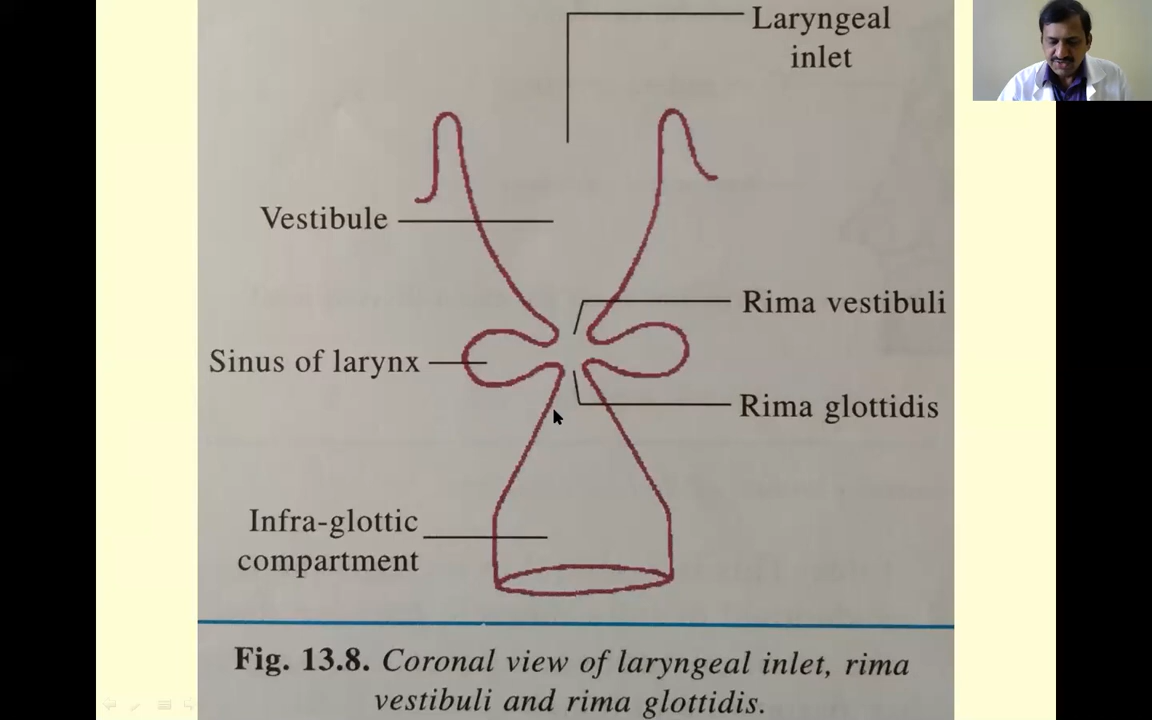 Laryngeal
inlet
Vestibule
Rima vestibuli
Sinus of larynx
Rima glottidis
Infra-glottic
compartment
Fig. 13.8. Coronal view of laryngeal inlet, rima
vestibuli and rima glottidis.